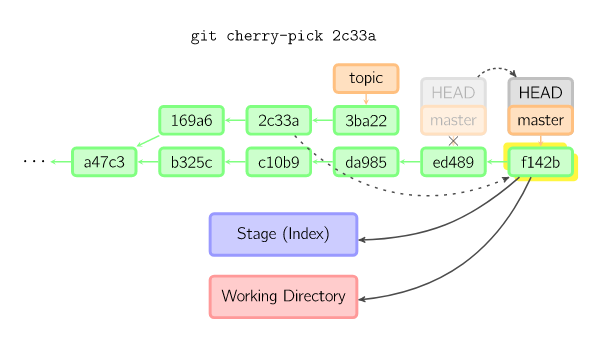 git cherry-pick 2c33a
topic
HEAD HEAD
169a6 2c33a 3ba22 master master
... a47c3 b325c c10b9 da985 ed489 f142b
Stage (Index)
Working Directory